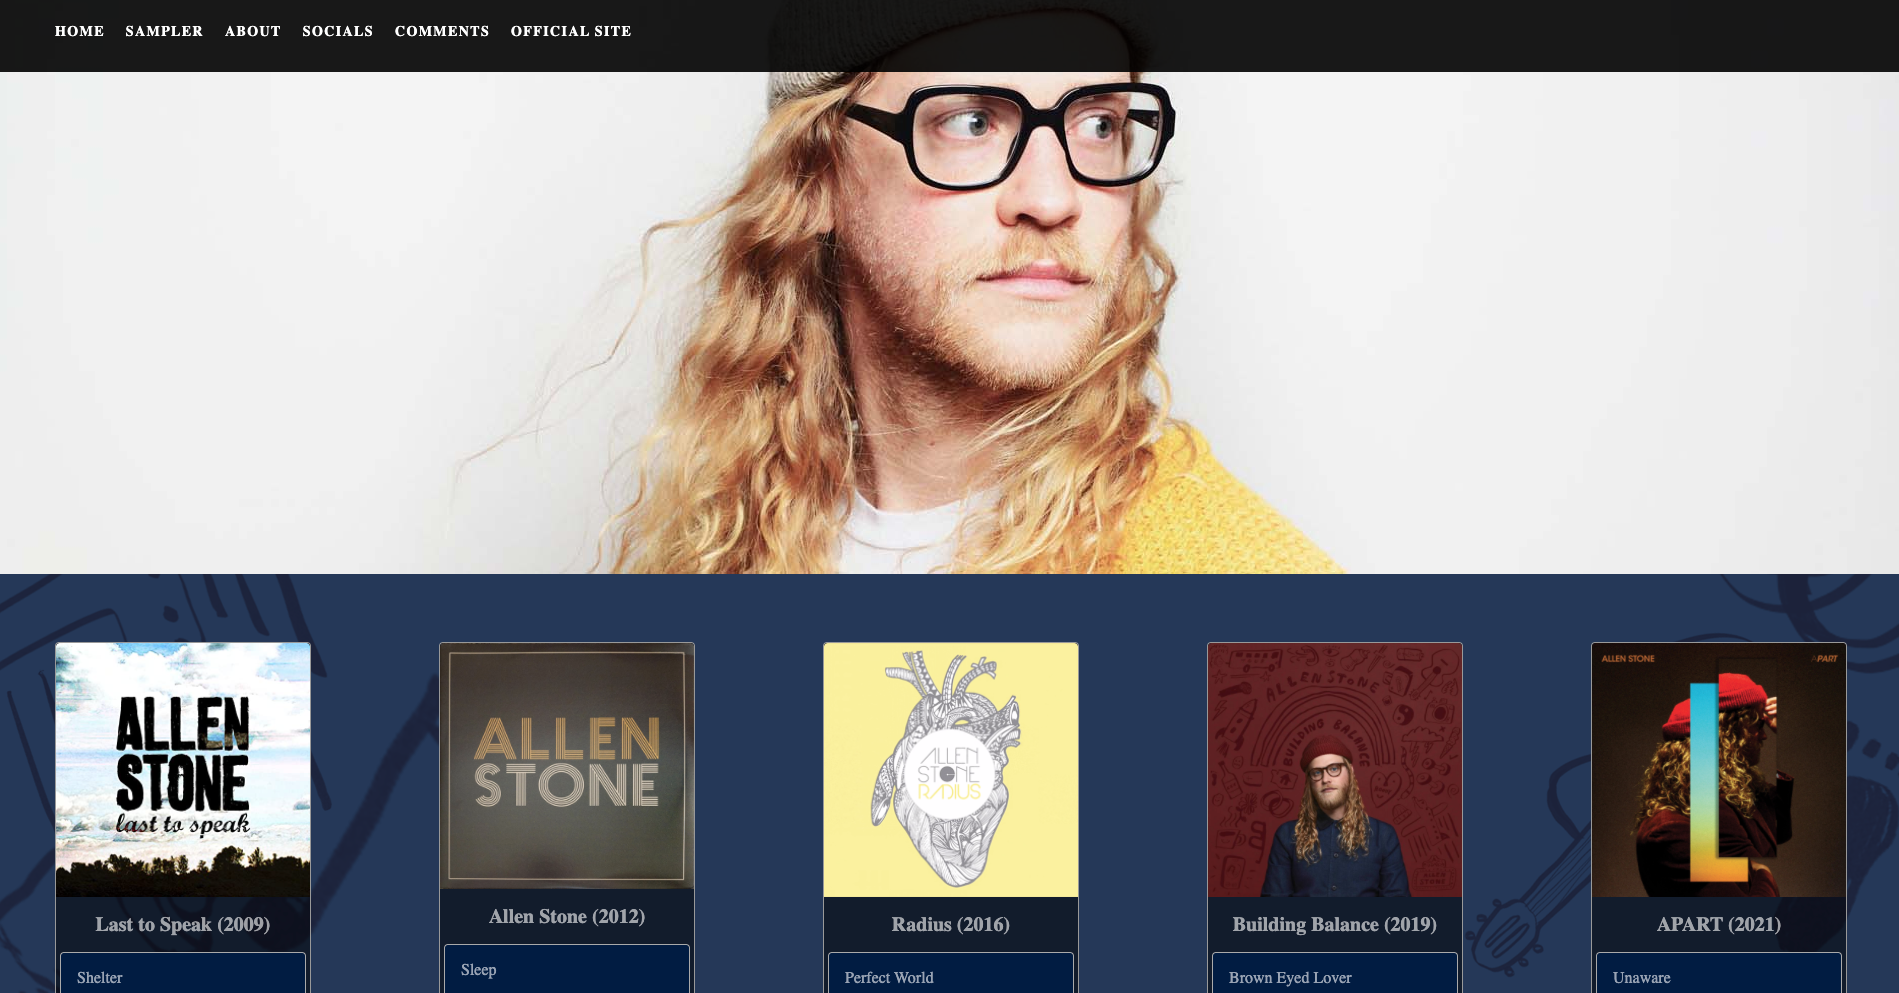 HOME SAMPLER ABOUT SOCIALS COMMENTS OFFICIAL SITE
ALLEN
STONE
last to speak
ALLEN
STONE
ALLEN
STONE
RADIUS
ALLEN STONE
BUILDING BALANCE
ALLEN STONE
ALLEN STONE APART
Last to Speak (2009)
Allen Stone (2012)
Radius (2016)
Building Balance (2019)
APART (2021)
Shelter
Sleep
Perfect World
Brown Eyed Lover
Unaware